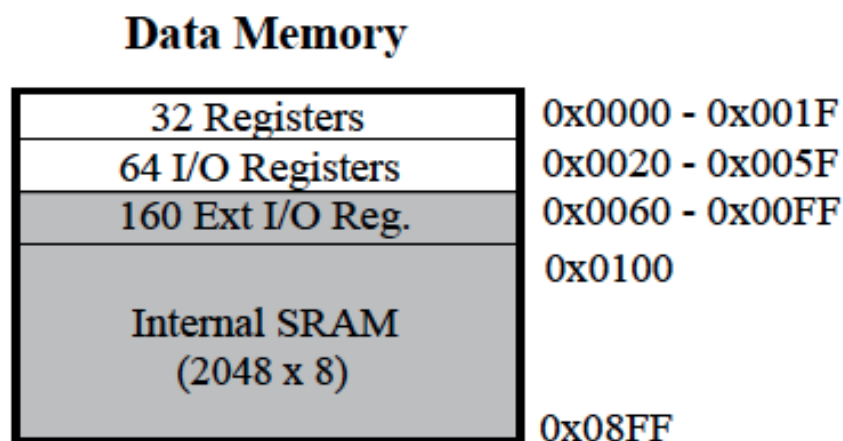 Data Memory
32 Registers 0x0000 - 0x001F
64 I/O Registers 0x0020 - 0x005F
160 Ext I/O Reg. 0x0060 - 0x00FF
0x0100
Internal SRAM
(2048 x 8)
0x08FF